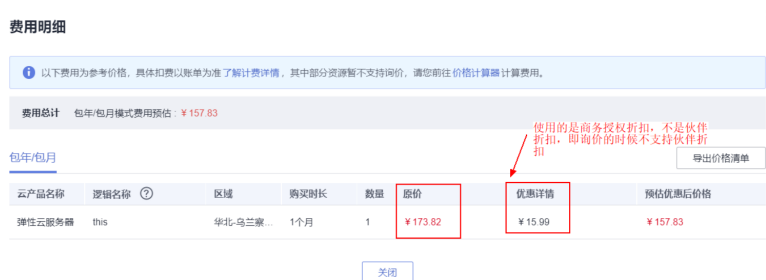 费用明细
以下费用为参考价格，具体扣费以账单为准了解计费详情，其中部分资源暂不支持询价，请您前往价格计算器计算费用。
费用总计 包年/包月模式费用预估：¥157.83
使用的是商务授权折扣，不是伙伴
折扣，即询价的时候不支持伙伴折
扣
包年/包月
导出价格清单
云产品名称 逻辑名称 ? 区域 购买时长 数量 原价 优惠详情 预估优惠后价格
弹性云服务器 this 华北-乌兰察... 1个月 1 ¥173.82 ¥15.99 ¥157.83
关闭